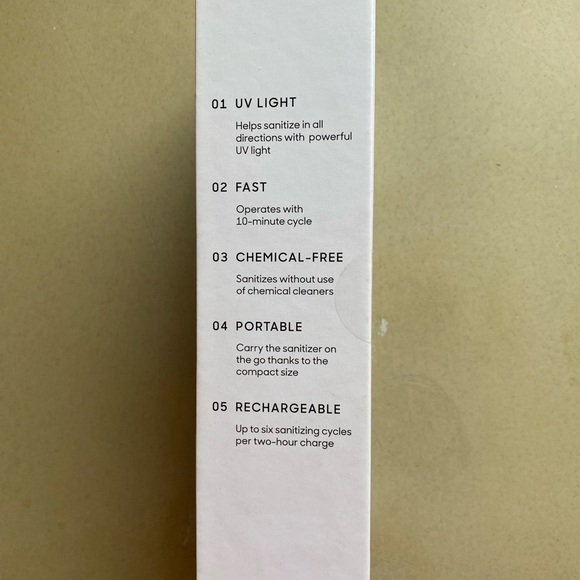 01 UV LIGHT
Helps sanitize in all
directions with powerful
UV light
02 FAST
Operates with
10-minute cycle
03 CHEMICAL-FREE
Sanitizes without use
of chemical cleaners
04 PORTABLE
Carry the sanitizer on
the go thanks to the
compact size
05 RECHARGEABLE
Up to six sanitizing cycles
per two-hour charge